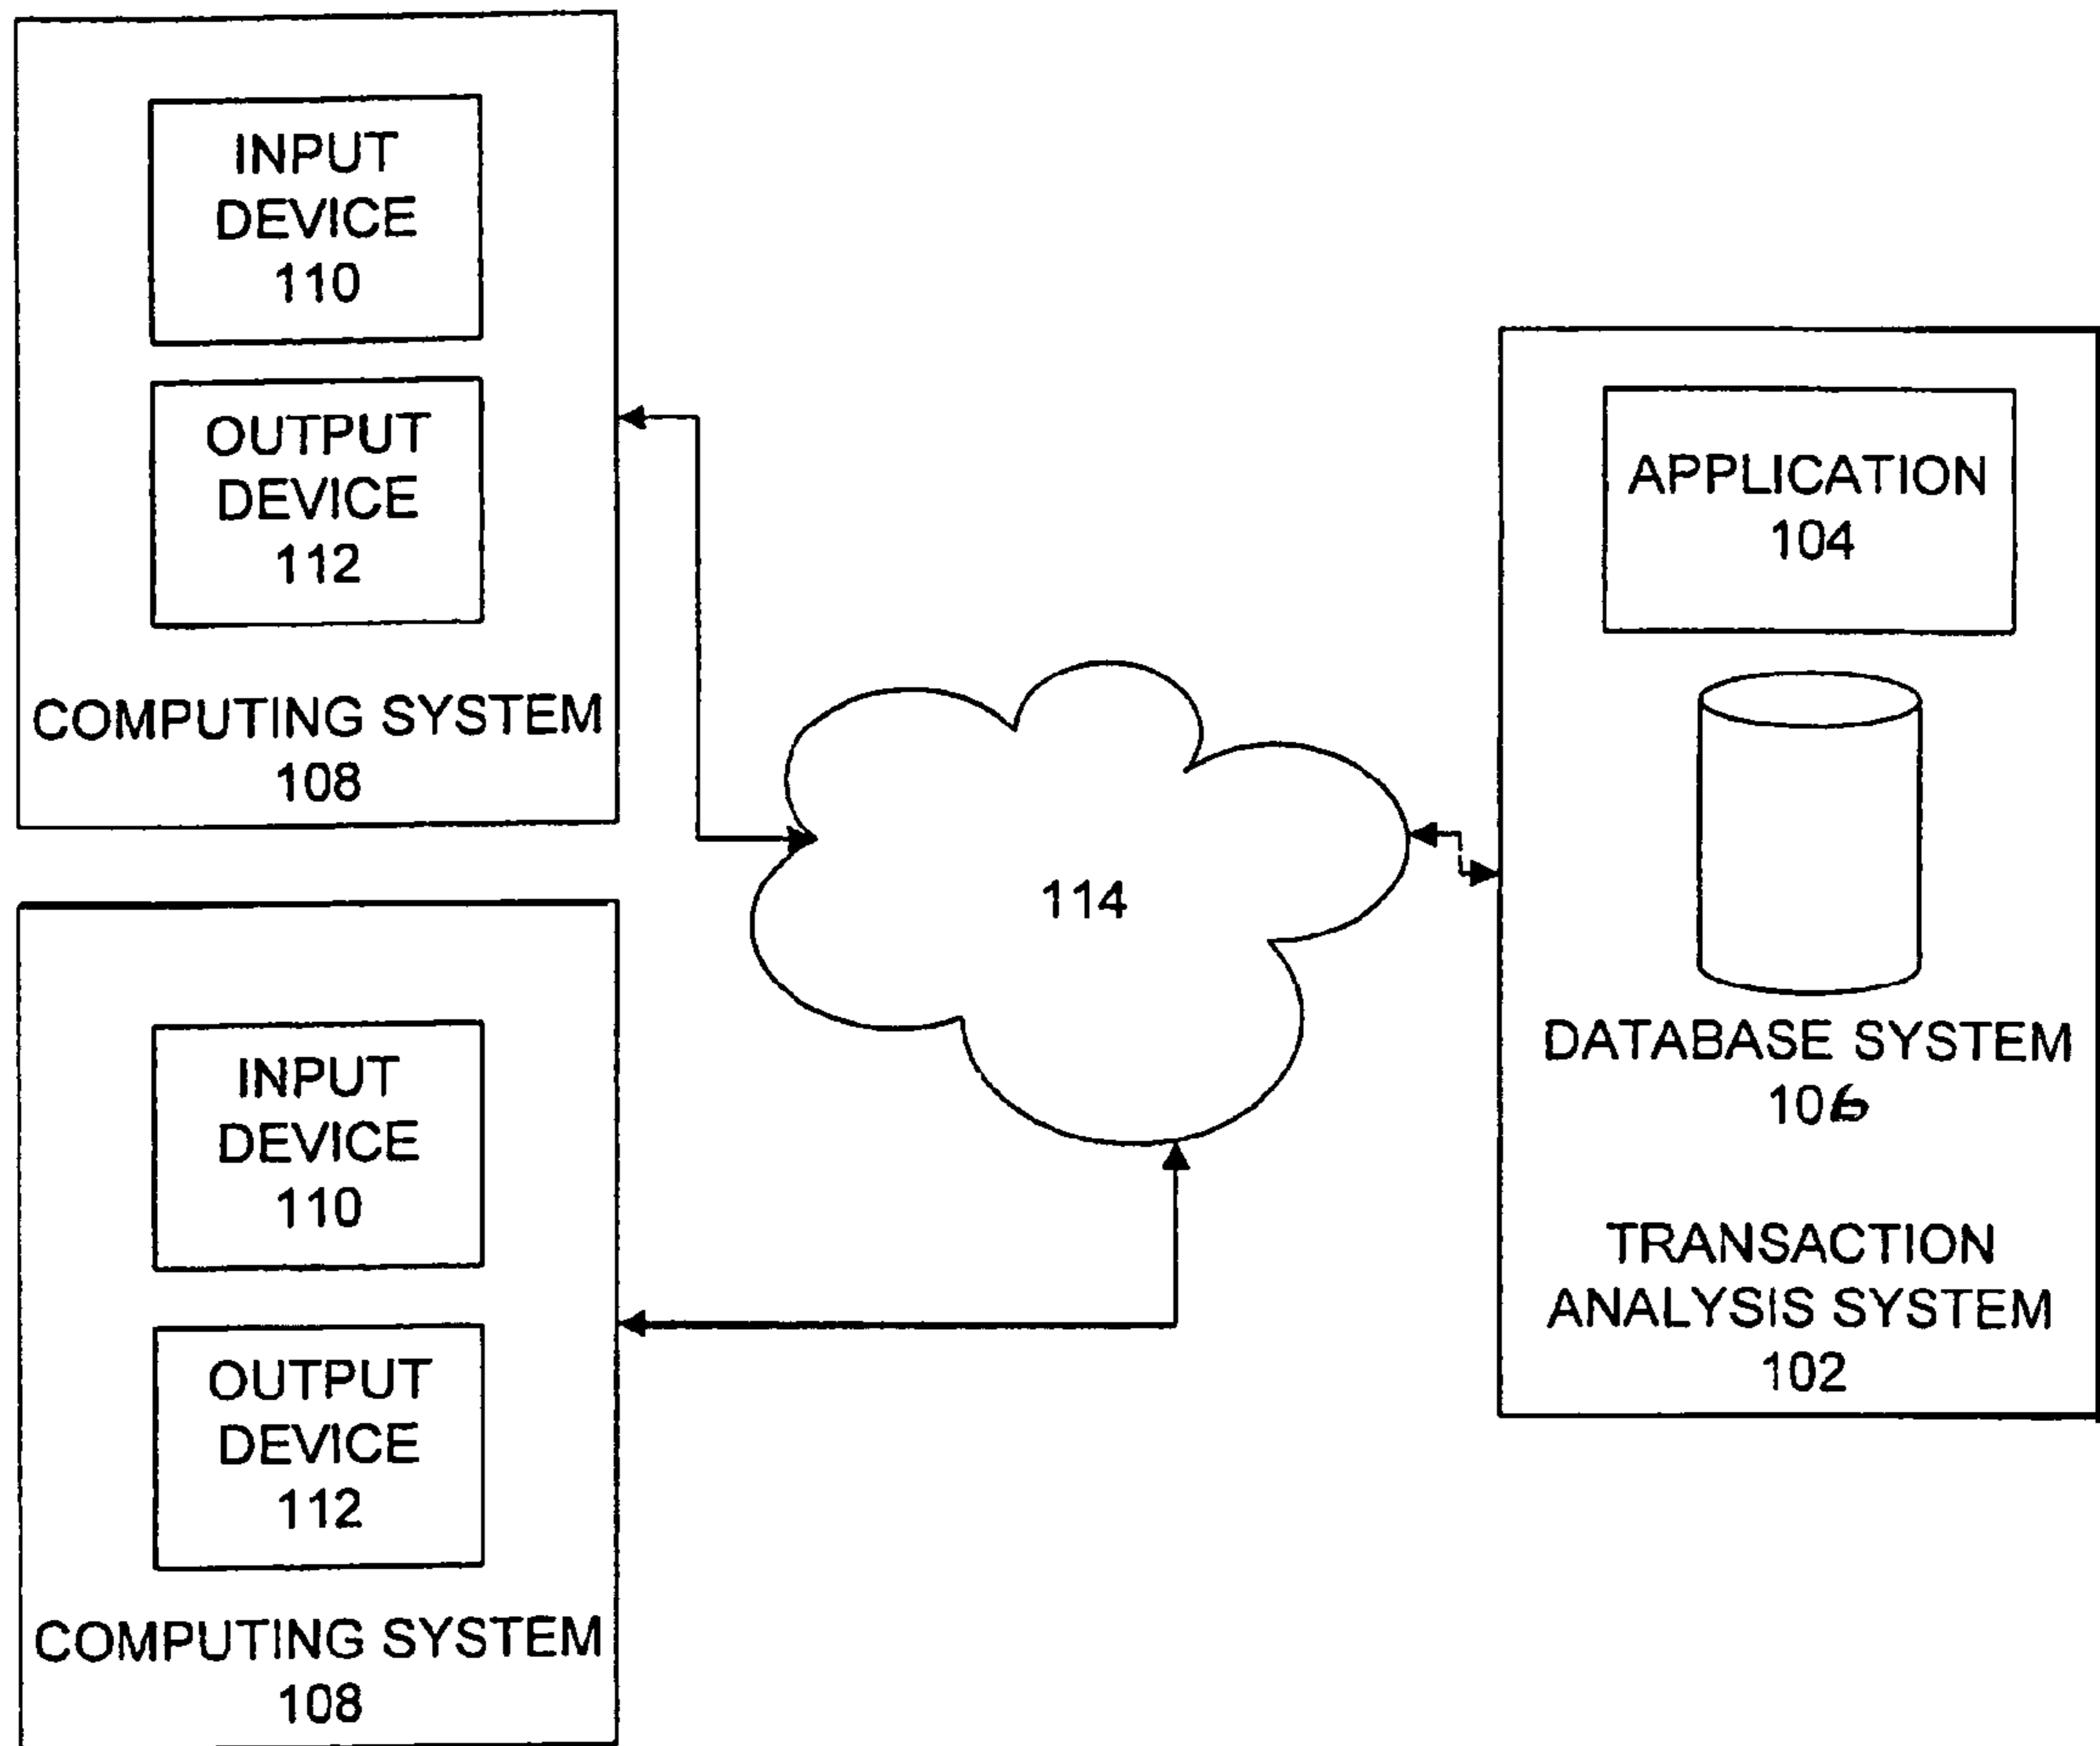 INPUT
DEVICE
110
OUTPUT
DEVICE
112
COMPUTING SYSTEM
108
INPUT
DEVICE
110
OUTPUT
DEVICE
112
COMPUTING SYSTEM
108
114
APPLICATION
104
DATABASE SYSTEM
106
TRANSACTION
ANALYSIS SYSTEM
102